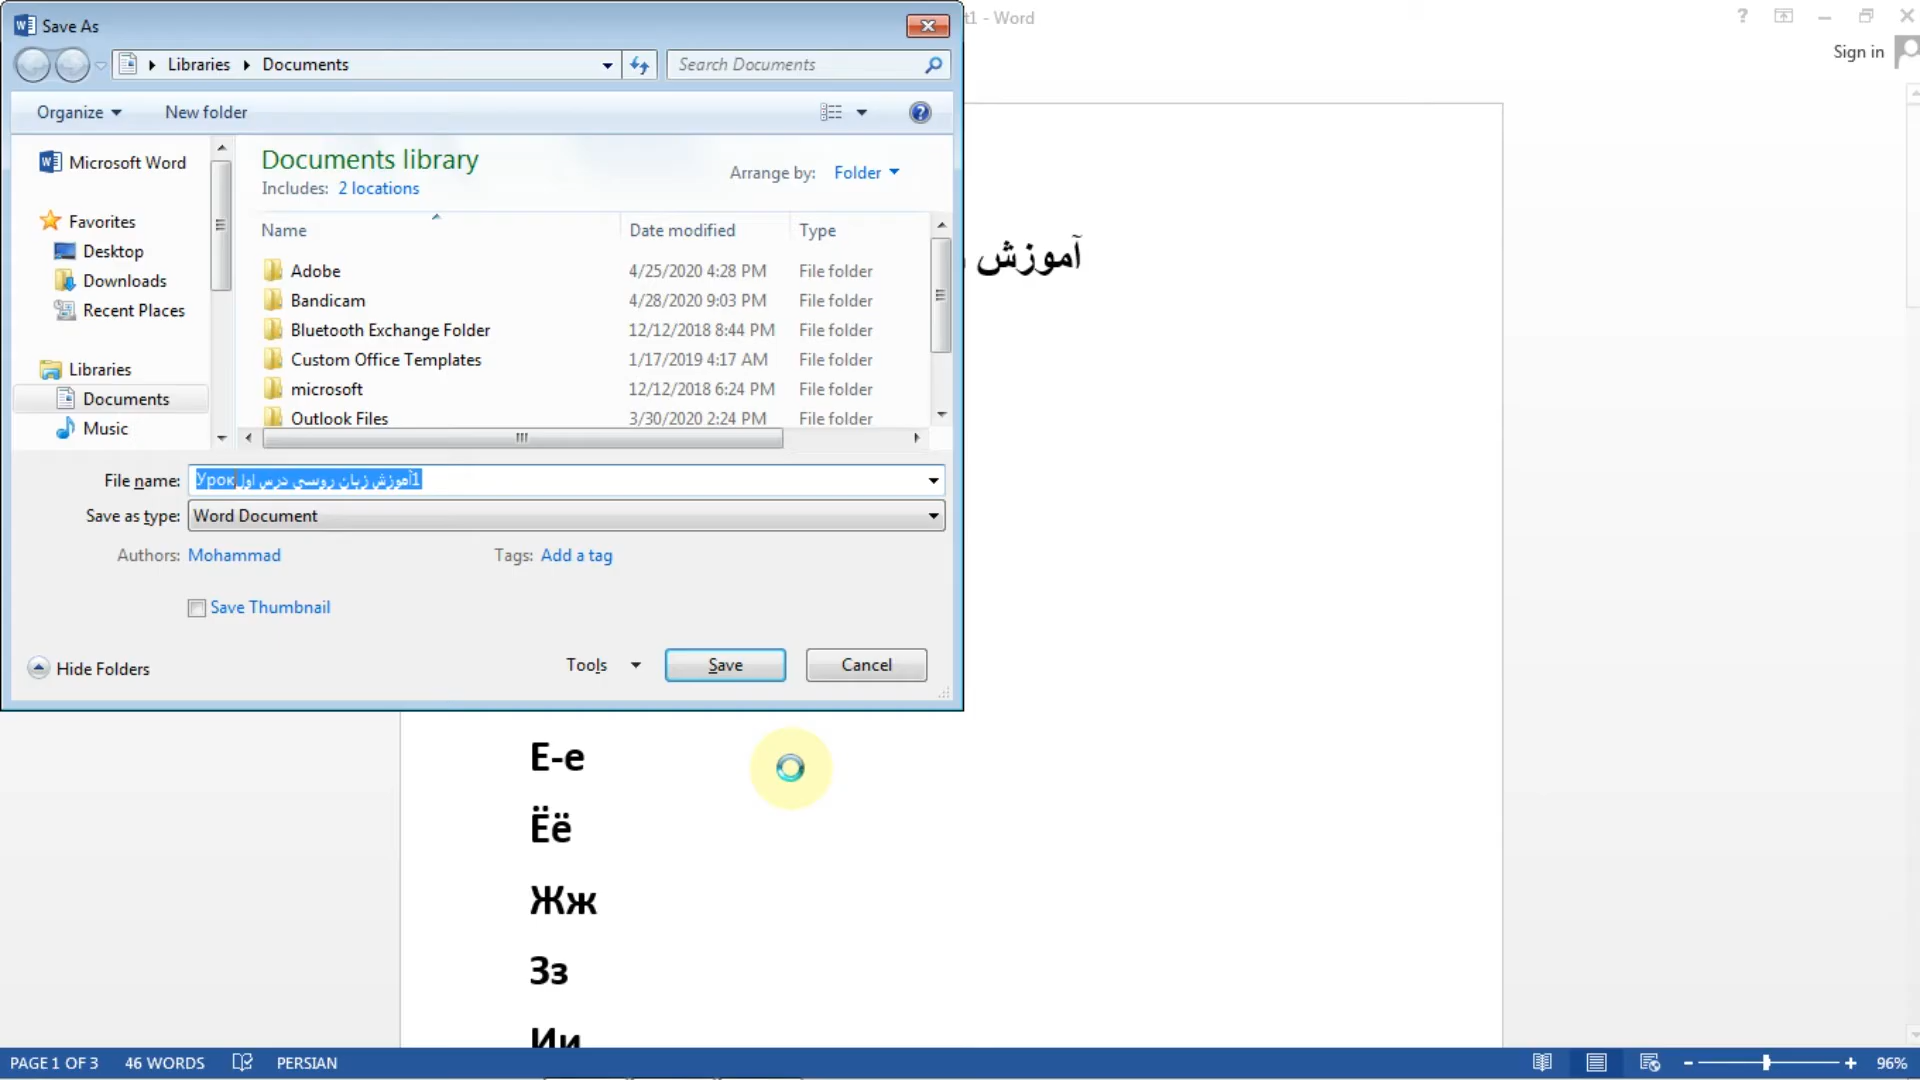 Save As
t1 - Word
?
Sign in
Libraries
Documents
Search Documents
Organize
New folder
Microsoft Word
Favorites
Desktop
Downloads
Recent Places
Libraries
Documents
Music
Documents library
Includes: 2 locations
Arrange by: Folder
Name Date modified Type
Adobe 4/25/2020 4:28 PM File folder
Bandicam 4/28/2020 9:03 PM File folder
Bluetooth Exchange Folder 12/12/2018 8:44 PM File folder
Custom Office Templates 1/17/2019 4:17 AM File folder
microsoft 12/12/2018 6:24 PM File folder
Outlook Files 3/30/2020 2:24 PM File folder
آموزش
File name: Урокآموزش زبان روسی درس اول1
Save as type: Word Document
Authors: Mohammad
Tags: Add a tag
Save Thumbnail
Hide Folders
Tools
Save
Cancel
Е-е
Ёё
Жж
Зз
Ии
PAGE 1 OF 3 46 WORDS PERSIAN 96%